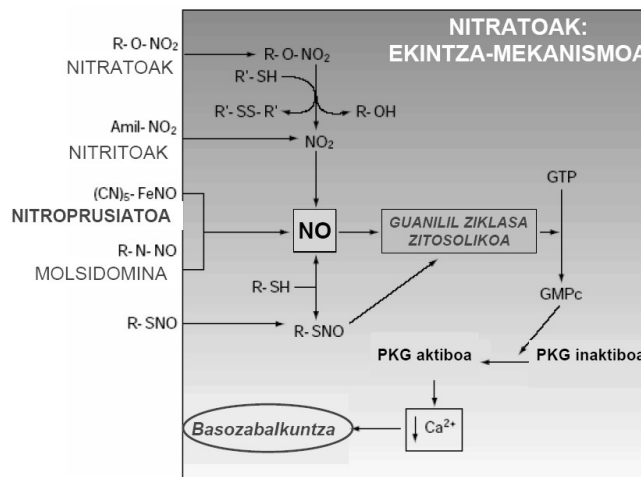 NITRATOAK:
EKINTZA-MEKANISMOA
R-O-NO₂
NITRATOAK
R-O-NO₂
R'-SH
R'-SS-R'
R-OH
Amil-NO₂
NITRITOAK
NO₂
(CN)₅-FeNO
NITROPRUSIATOA
NO
GUANILIL ZIKLASA
ZITOSOLIKOA
GTP
R-N-NO
MOLSIDOMINA
R-SH
GMPc
R-SNO
R-SNO
PKG aktiboa
PKG inaktiboa
Ca²⁺
Basozabalkuntza